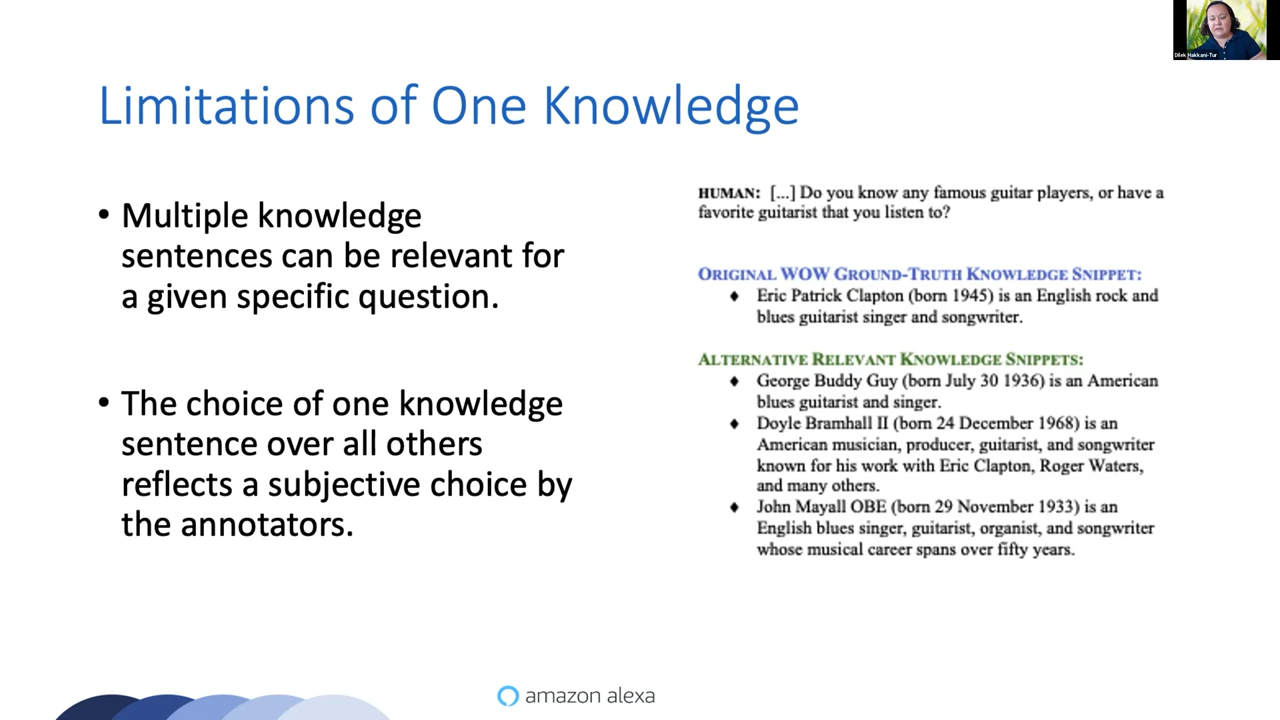 Dilek Hakkani-Tur
Limitations of One Knowledge
• Multiple knowledge
sentences can be relevant for
a given specific question.
• The choice of one knowledge
sentence over all others
reflects a subjective choice by
the annotators.
HUMAN: [...] Do you know any famous guitar players, or have a
favorite guitarist that you listen to?
ORIGINAL WOW GROUND-TRUTH KNOWLEDGE SNIPPET:
♦ Eric Patrick Clapton (born 1945) is an English rock and
blues guitarist singer and songwriter.
ALTERNATIVE RELEVANT KNOWLEDGE SNIPPETS:
♦ George Buddy Guy (born July 30 1936) is an American
blues guitarist and singer.
♦ Doyle Bramhall II (born 24 December 1968) is an
American musician, producer, guitarist, and songwriter
known for his work with Eric Clapton, Roger Waters,
and many others.
♦ John Mayall OBE (born 29 November 1933) is an
English blues singer, guitarist, organist, and songwriter
whose musical career spans over fifty years.
amazon alexa